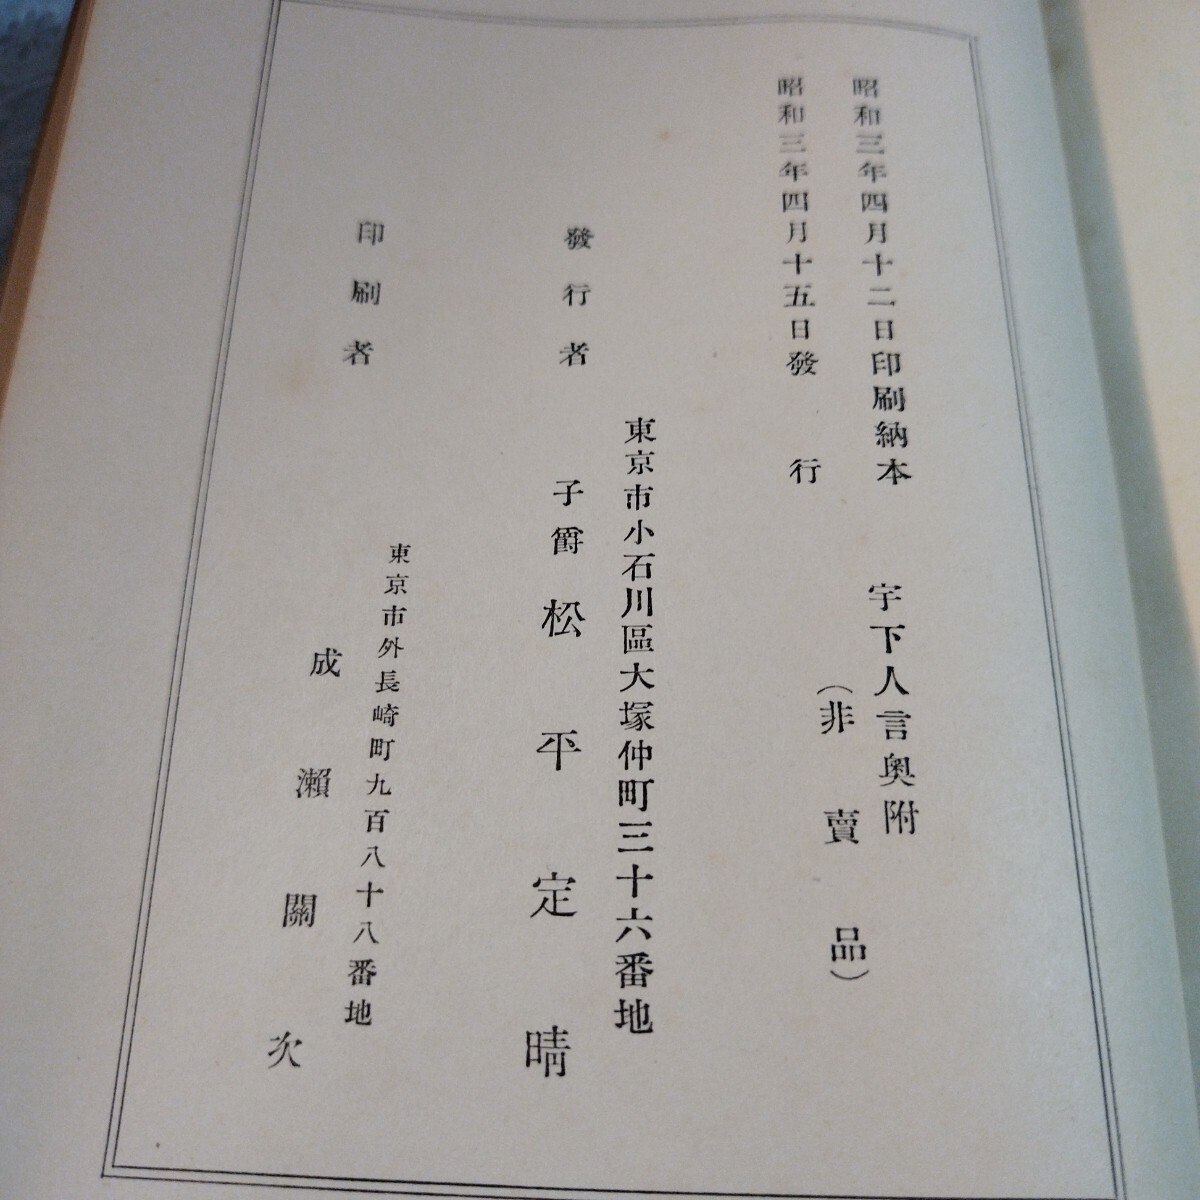 昭和三年四月十二日印刷納本
宇下人言奥附
昭和三年四月十五日發行
（非賣品）
東京市小石川區大塚仲町三十六番地
發行者 子爵 松平定晴
東京市外長崎町九百八十八番地
印刷者 成瀬關次